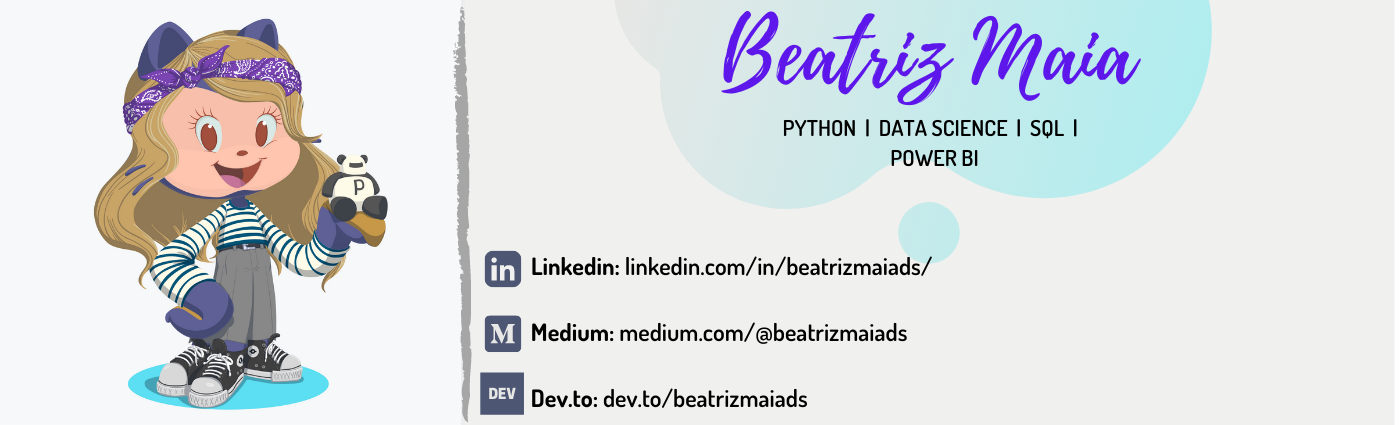 Beatriz Maia
PYTHON | DATA SCIENCE | SQL |
POWER BI
P
in Linkedin: linkedin.com/in/beatrizmaiads/
M Medium: medium.com/@beatrizmaiads
DEV Dev.to: dev.to/beatrizmaiads